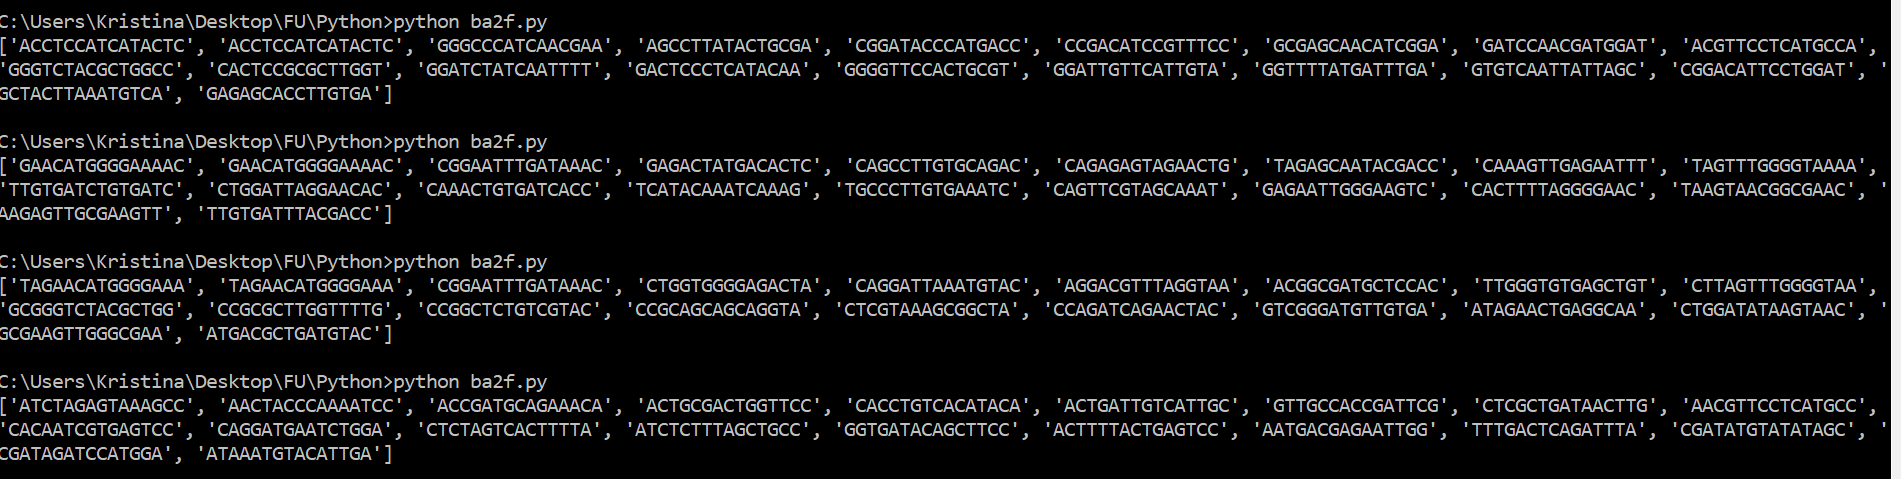 C:\Users\Kristina\Desktop\FU\Python>python ba2f.py
['ACCTCCATCATACTC', 'ACCTCCATCATACTC', 'GGGCCCATCAACGAA', 'AGCCTTATACTGCGA', 'CGGATACCCATGACC', 'CCGACATCCGTTTCC', 'GCGAGCAACATCGGA', 'GATCCAACGATGGAT', 'ACGTTCCTCATGCCA',
'GGGTCTACGCTGGCC', 'CACTCCGCGCTTGGT', 'GGATCTATCAATTTT', 'GACTCCCTCATACAA', 'GGGGTTCCACTGCGT', 'GGATTGTTCATTGTA', 'GGTTTTATGATTTGA', 'GTGTCAATTATTAGC', 'CGGACATTCCTGGAT', '
GCTACTTAAATGTCA', 'GAGAGCACCTTGTGA']
C:\Users\Kristina\Desktop\FU\Python>python ba2f.py
['GAACATGGGGAAAAC', 'GAACATGGGGAAAAC', 'CGGAATTTGATAAAC', 'GAGACTATGACACTC', 'CAGCCTTGTGCAGAC', 'CAGAGAGTAGAACTG', 'TAGAGCAATACGACC', 'CAAAGTTGAGAATTT', 'TAGTTTGGGGTAAAA',
'TTGTGATCTGTGATC', 'CTGGATTAGGAACAC', 'CAAACTGTGATCACC', 'TCATACAAATCAAAG', 'TGCCCTTGTGAAATC', 'CAGTTCGTAGCAAAT', 'GAGAATTGGGAAGTC', 'CACTTTTAGGGGAAC', 'TAAGTAACGGCGAAC', '
AAGAGTTGCGAAGTT', 'TTGTGATTTACGACC']
C:\Users\Kristina\Desktop\FU\Python>python ba2f.py
['TAGAACATGGGGAAA', 'TAGAACATGGGGAAA', 'CGGAATTTGATAAAC', 'CTGGTGGGGAGACTA', 'CAGGATTAAATGTAC', 'AGGACGTTTAGGTAA', 'ACGGCGATGCTCCAC', 'TTGGGTGTGAGCTGT', 'CTTAGTTTGGGGTAA',
'GCGGGTCTACGCTGG', 'CCGCGCTTGGTTTTG', 'CCGGCTCTGTCGTAC', 'CCGCAGCAGCAGGTA', 'CTCGTAAAGCGGCTA', 'CCAGATCAGAACTAC', 'GTCGGGATGTTGTGA', 'ATAGAACTGAGGCAA', 'CTGGATATAAGTAAC', '
GCGAAGTTGGGCGAA', 'ATGACGCTGATGTAC']
C:\Users\Kristina\Desktop\FU\Python>python ba2f.py
['ATCTAGAGTAAAGCC', 'AACTACCCAAAATCC', 'ACCGATGCAGAAACA', 'ACTGCGACTGGTTCC', 'CACCTGTCACATACA', 'ACTGATTGTCATTGC', 'GTTGCCACCGATTCG', 'CTCGCTGATAACTTG', 'AACGTTCCTCATGCC',
'CACAATCGTGAGTCC', 'CAGGATGAATCTGGA', 'CTCTAGTCACTTTTA', 'ATCTCTTTAGCTGCC', 'GGTGATACAGCTTCC', 'ACTTTTACTGAGTCC', 'AATGACGAGAATTGG', 'TTTGACTCAGATTTA', 'CGATATGTATATAGC', '
CGATAGATCCATGGA', 'ATAAATGTACATTGA']